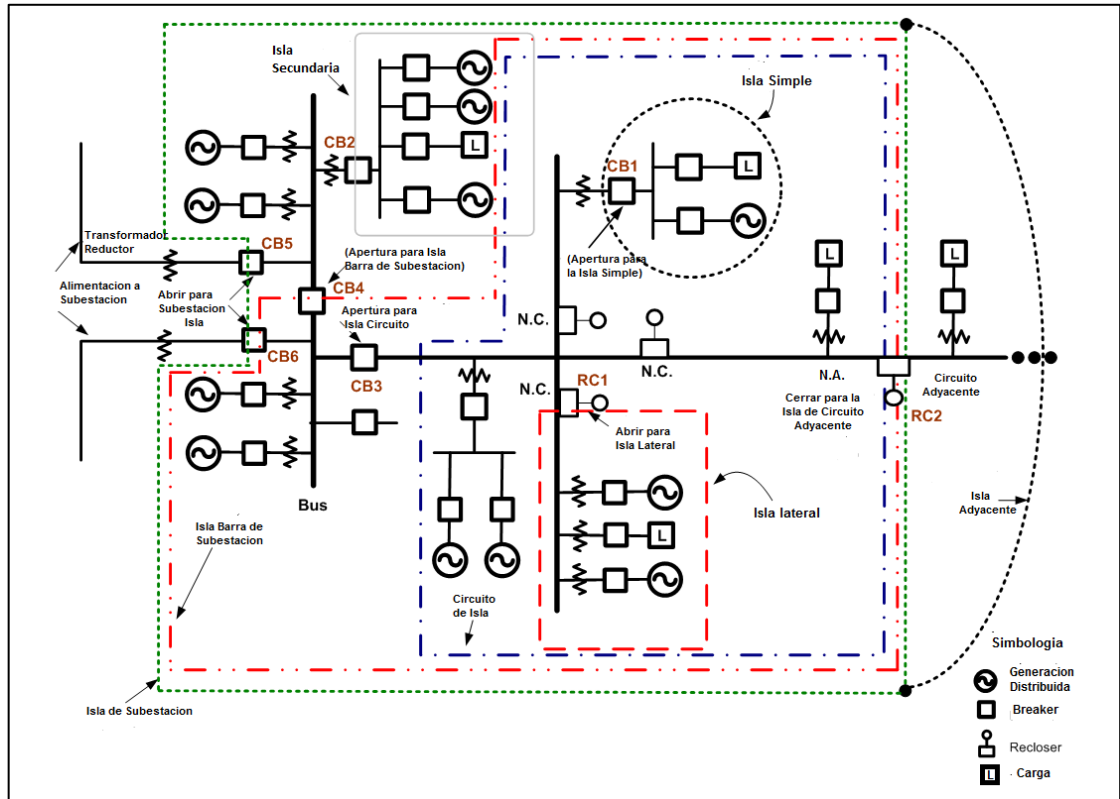 Isla
Secundaria
Isla Simple
CB2
L
CB1
L
Transformador
Reductor
CB5
(Apertura para Isla
Barra de Subestacion)
(Apertura para
la Isla Simple)
L
L
Alimentacion a
Subestacion
Abrir para
Subestacion
Isla
CB4
Apertura para
Isla Circuito
N.C.
CB6
CB3
N.C.
N.C.
RC1
N.A.
Cerrar para la
Isla de Circuito
Adyacente
Circuito
Adyacente
RC2
Abrir para
Isla Lateral
Bus
Isla
Adyacente
Isla lateral
Isla Barra de
Subestacion
L
Circuito
de Isla
Isla de Subestacion
Simbologia
Generacion
Distribuida
Breaker
Recloser
L
Carga